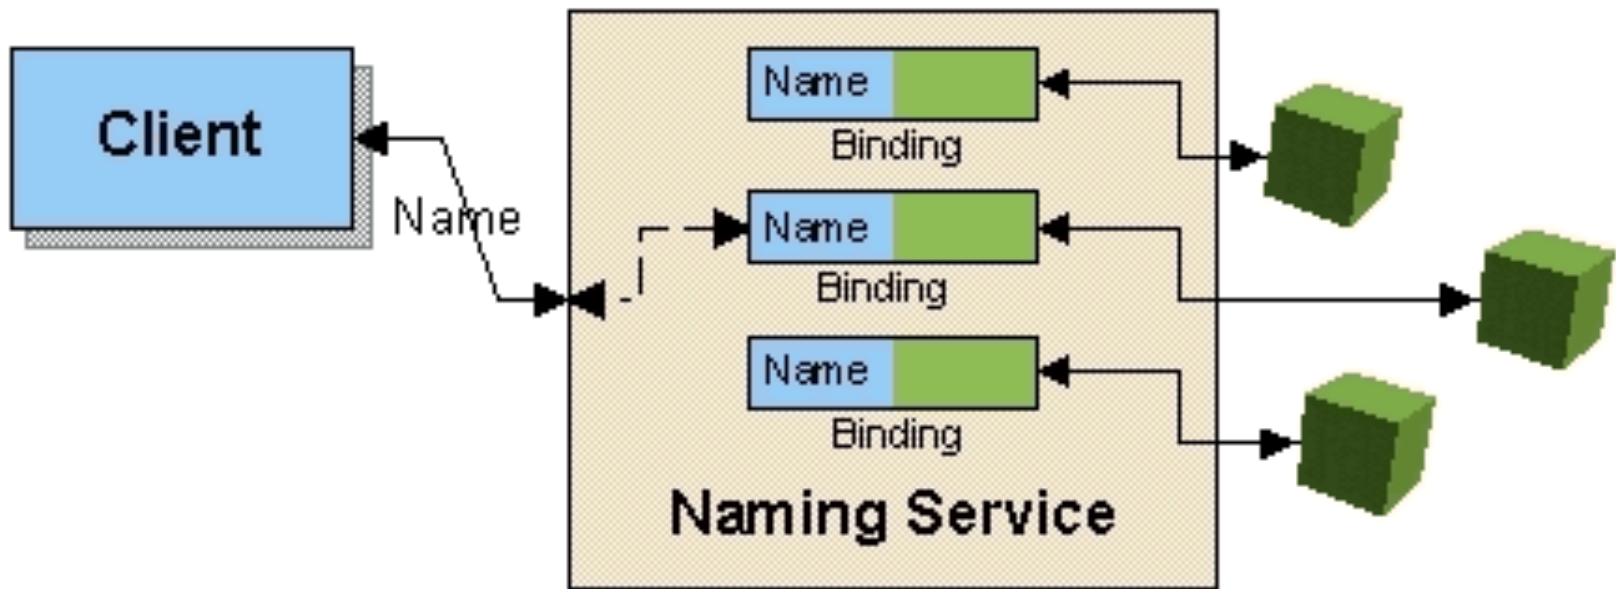 Client
Name
Name
Binding
Name
Binding
Name
Binding
Naming Service